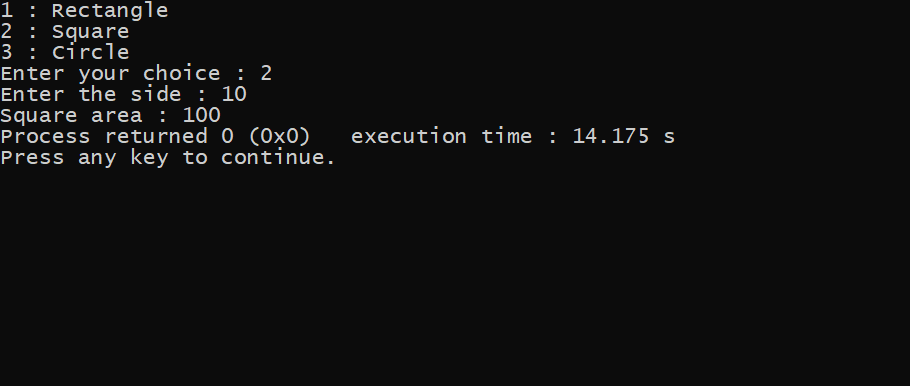 1 : Rectangle
2 : Square
3 : Circle
Enter your choice : 2
Enter the side : 10
Square area : 100
Process returned 0 (0x0)   execution time : 14.175 s
Press any key to continue.